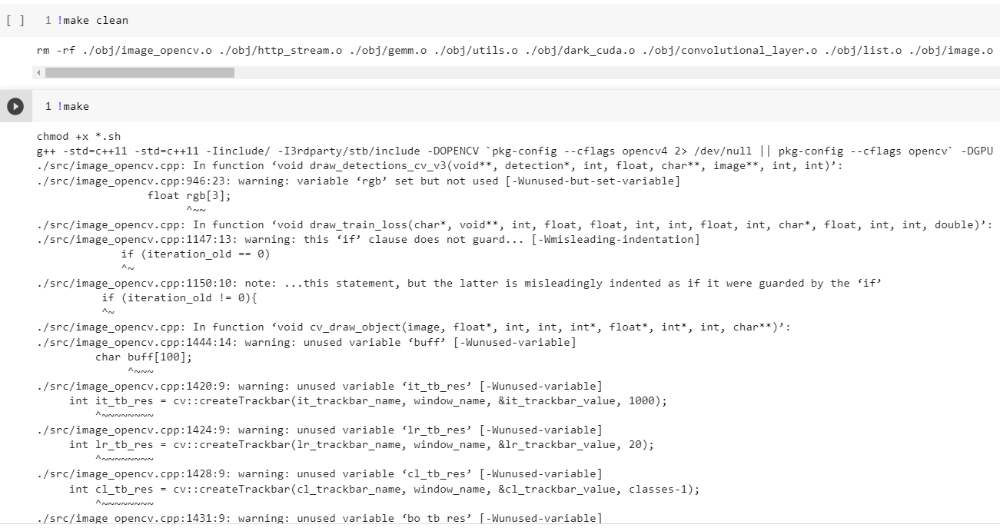 [ ] 1 !make clean
rm -rf ./obj/image_opencv.o ./obj/http_stream.o ./obj/gemm.o ./obj/utils.o ./obj/dark_cuda.o ./obj/convolutional_layer.o ./obj/list.o ./obj/image.o
1 !make
chmod +x *.sh
g++ -std=c++11 -std=c++11 -Iinclude/ -I3rdparty/stb/include -DOPENCV `pkg-config --cflags opencv4 2> /dev/null || pkg-config --cflags opencv` -DGPU
./src/image_opencv.cpp: In function ‘void draw_detections_cv_v3(void**, detection*, int, float, char**, image**, int, int)’:
./src/image_opencv.cpp:946:23: warning: variable ‘rgb’ set but not used [-Wunused-but-set-variable]
                 float rgb[3];
                       ^~~
./src/image_opencv.cpp: In function ‘void draw_train_loss(char*, void**, int, float, float, int, int, float, int, char*, float, int, int, double)’:
./src/image_opencv.cpp:1147:13: warning: this ‘if’ clause does not guard... [-Wmisleading-indentation]
             if (iteration_old == 0)
             ^~
./src/image_opencv.cpp:1150:10: note: ...this statement, but the latter is misleadingly indented as if it were guarded by the ‘if’
          if (iteration_old != 0){
          ^~
./src/image_opencv.cpp: In function ‘void cv_draw_object(image, float*, int, int, int*, float*, int*, int, char**)’:
./src/image_opencv.cpp:1444:14: warning: unused variable ‘buff’ [-Wunused-variable]
         char buff[100];
              ^~~~
./src/image_opencv.cpp:1420:9: warning: unused variable ‘it_tb_res’ [-Wunused-variable]
     int it_tb_res = cv::createTrackbar(it_trackbar_name, window_name, &it_trackbar_value, 1000);
         ^~~~~~~~~
./src/image_opencv.cpp:1424:9: warning: unused variable ‘lr_tb_res’ [-Wunused-variable]
     int lr_tb_res = cv::createTrackbar(lr_trackbar_name, window_name, &lr_trackbar_value, 20);
         ^~~~~~~~~
./src/image_opencv.cpp:1428:9: warning: unused variable ‘cl_tb_res’ [-Wunused-variable]
     int cl_tb_res = cv::createTrackbar(cl_trackbar_name, window_name, &cl_trackbar_value, classes-1);
         ^~~~~~~~~
./src/image_opencv.cpp:1431:9: warning: unused variable ‘bo_tb_res’ [-Wunused-variable]